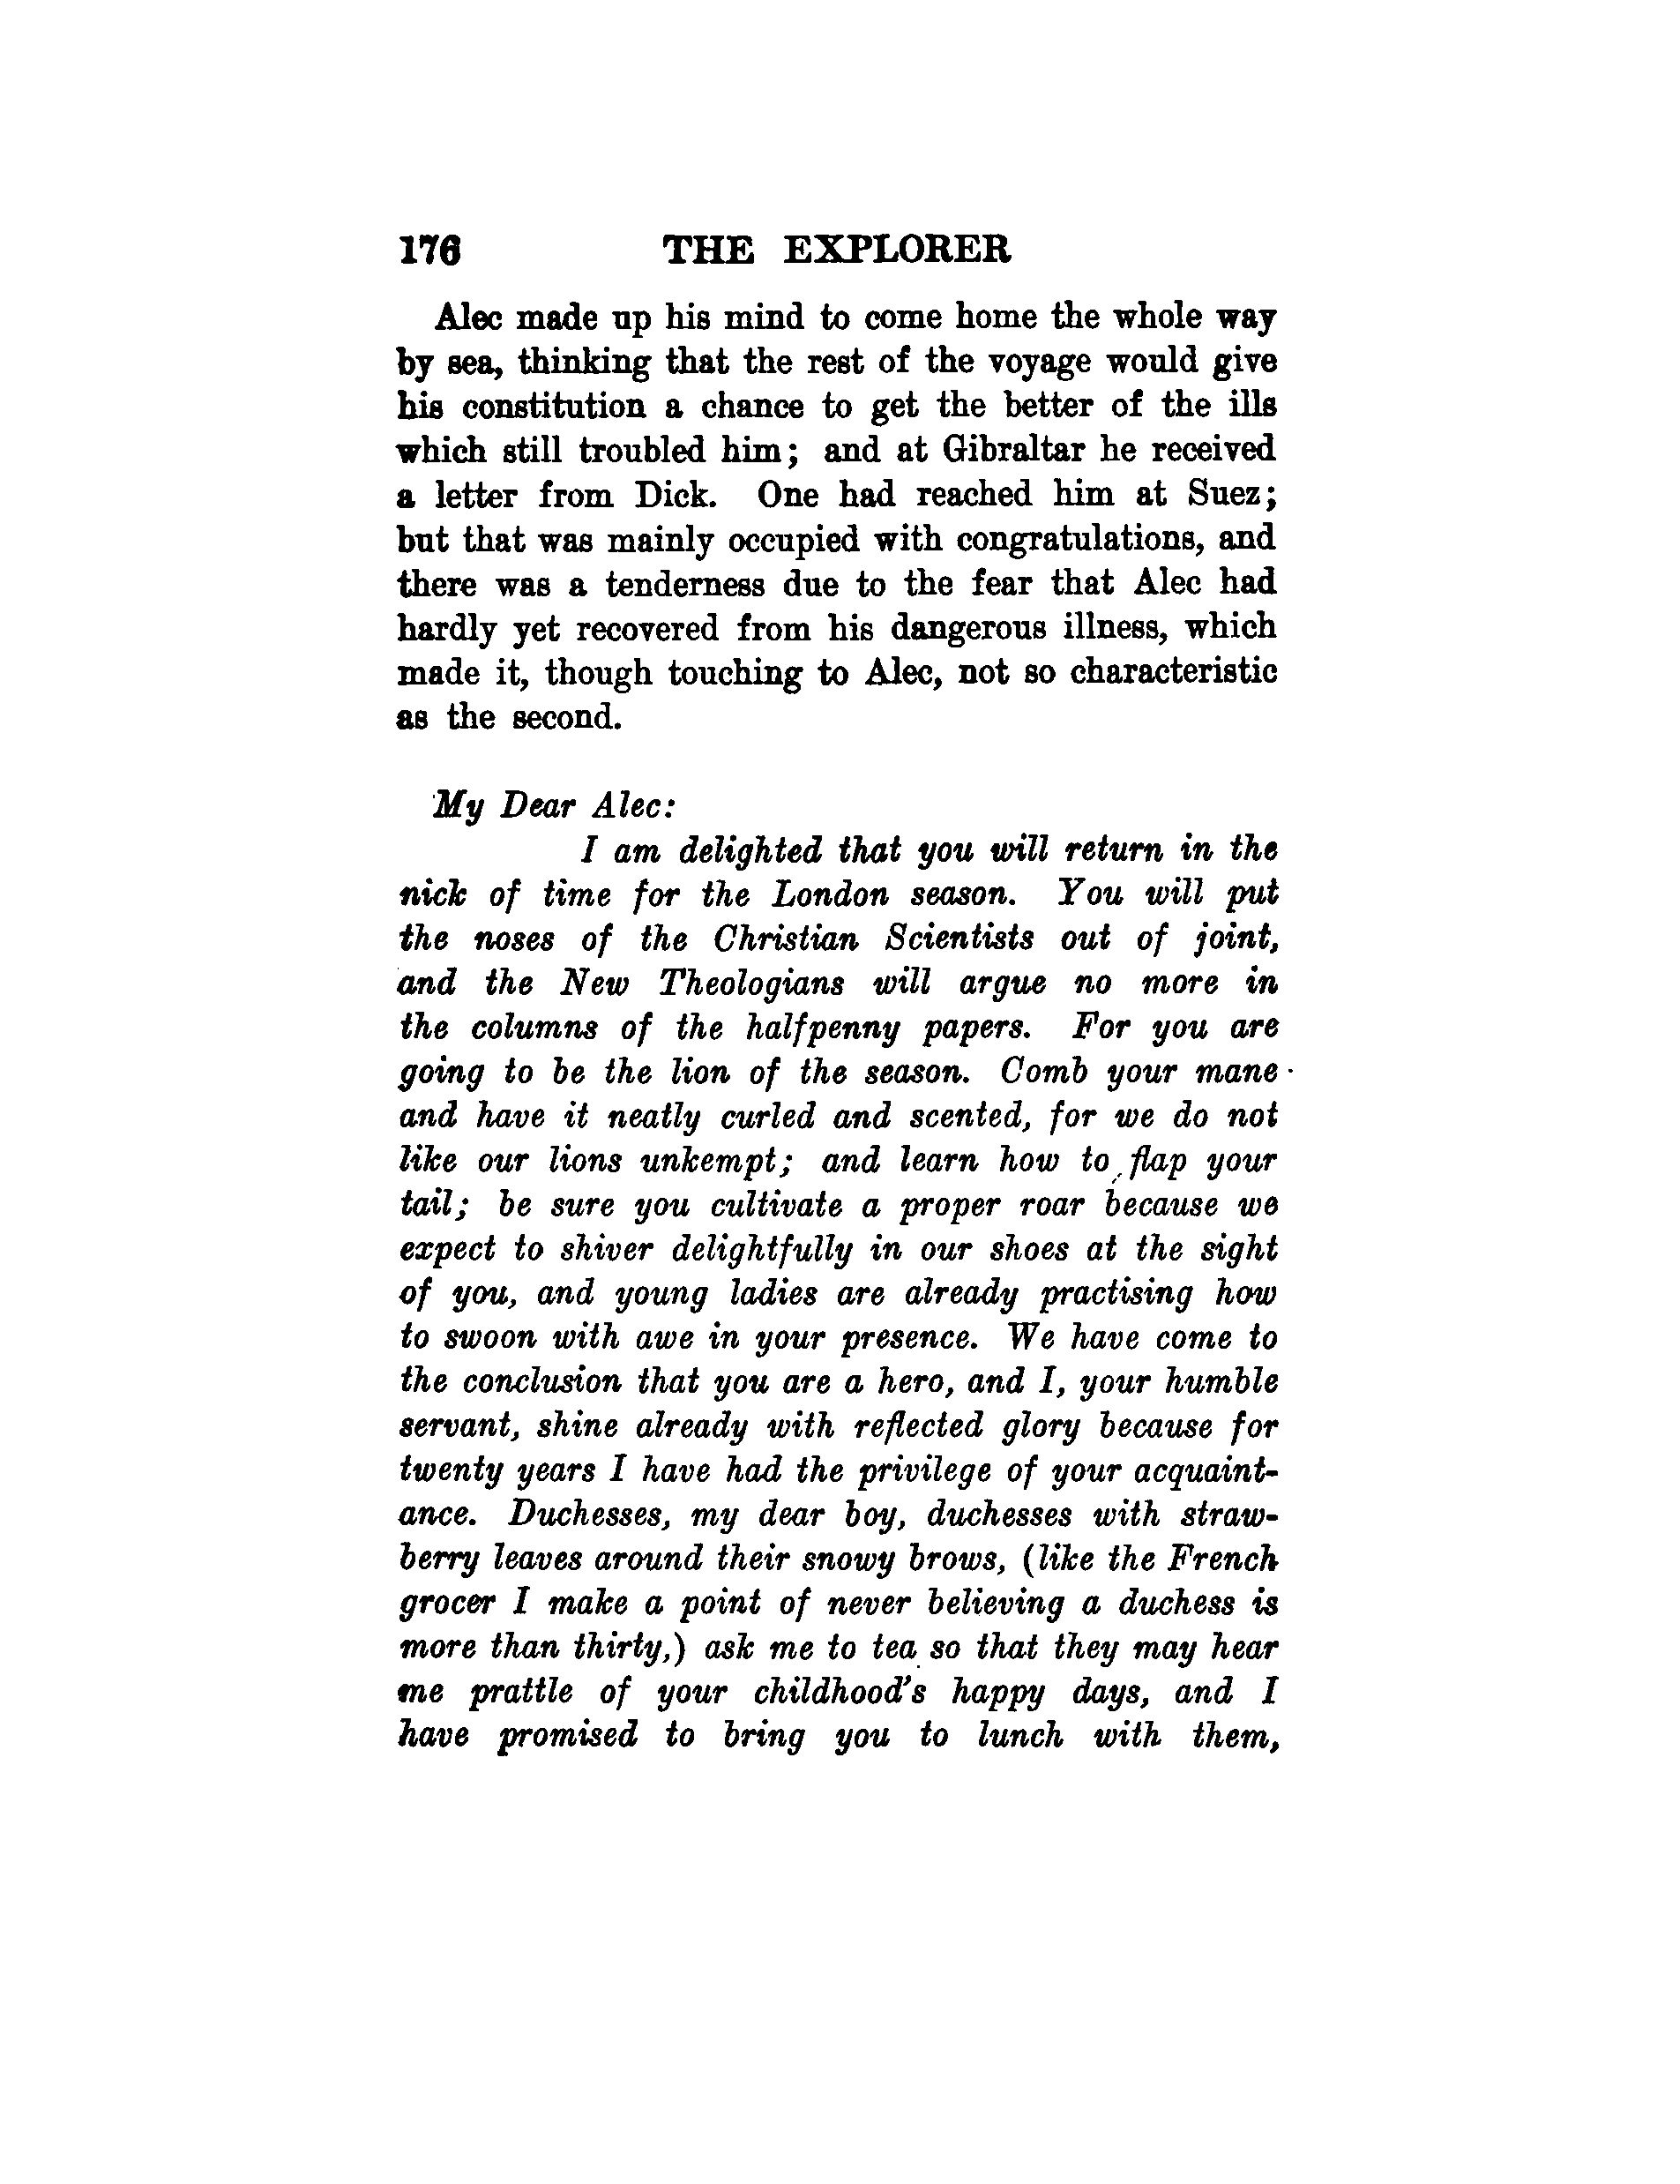 176 THE EXPLORER
Alec made up his mind to come home the whole way
by sea, thinking that the rest of the voyage would give
his constitution a chance to get the better of the ills
which still troubled him; and at Gibraltar he received
a letter from Dick. One had reached him at Suez;
but that was mainly occupied with congratulations, and
there was a tenderness due to the fear that Alec had
hardly yet recovered from his dangerous illness, which
made it, though touching to Alec, not so characteristic
as the second.
My Dear Alec:
I am delighted that you will return in the
nick of time for the London season. You will put
the noses of the Christian Scientists out of joint,
and the New Theologians will argue no more in
the columns of the halfpenny papers. For you are
going to be the lion of the season. Comb your mane
and have it neatly curled and scented, for we do not
like our lions unkempt; and learn how to flap your
tail; be sure you cultivate a proper roar because we
expect to shiver delightfully in our shoes at the sight
of you, and young ladies are already practising how
to swoon with awe in your presence. We have come to
the conclusion that you are a hero, and I, your humble
servant, shine already with reflected glory because for
twenty years I have had the privilege of your acquaint-
ance. Duchesses, my dear boy, duchesses with straw-
berry leaves around their snowy brows, (like the French
grocer I make a point of never believing a duchess is
more than thirty,) ask me to tea so that they may hear
me prattle of your childhood's happy days, and I
have promised to bring you to lunch with them,